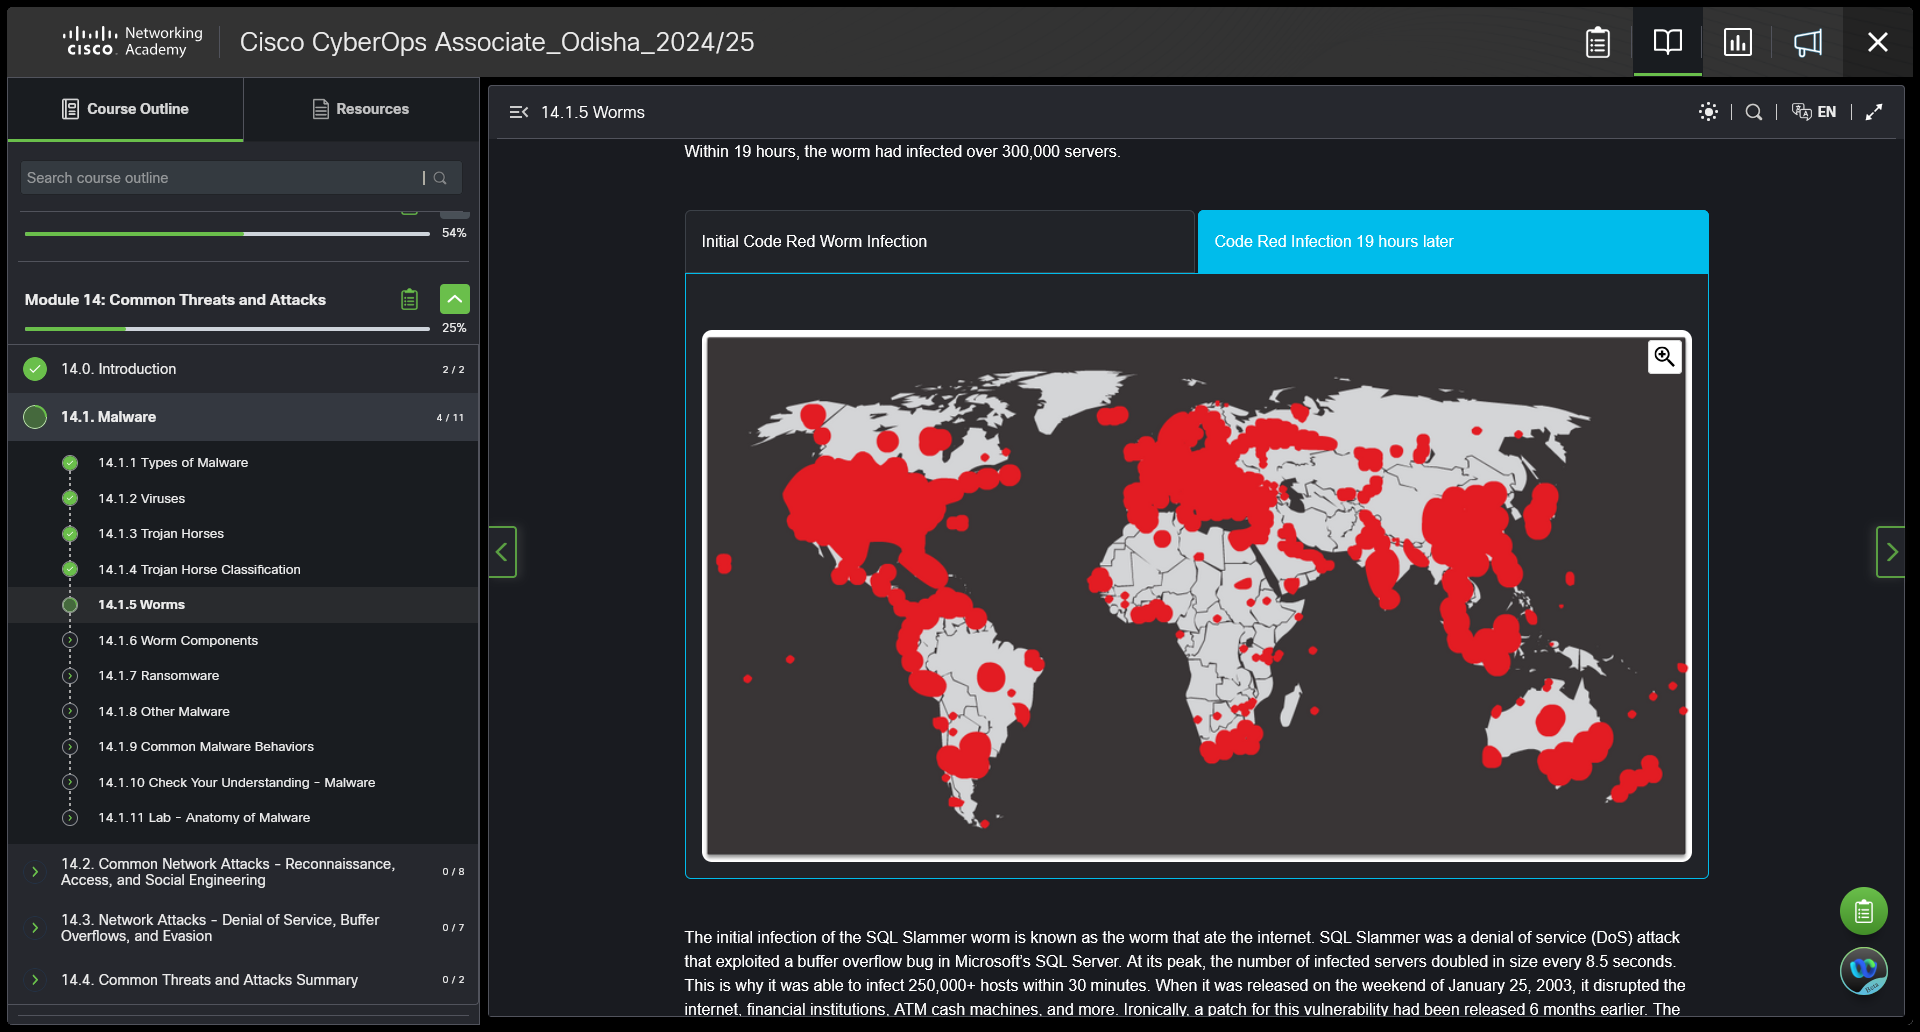 Networking
CISCO Academy
Cisco CyberOps Associate_Odisha_2024/25
Course Outline
Resources
Search course outline
54%
Module 14: Common Threats and Attacks
25%
14.0. Introduction 2 / 2
14.1. Malware 4 / 11
14.1.1 Types of Malware
14.1.2 Viruses
14.1.3 Trojan Horses
14.1.4 Trojan Horse Classification
14.1.5 Worms
14.1.6 Worm Components
14.1.7 Ransomware
14.1.8 Other Malware
14.1.9 Common Malware Behaviors
14.1.10 Check Your Understanding - Malware
14.1.11 Lab - Anatomy of Malware
14.2. Common Network Attacks - Reconnaissance,
Access, and Social Engineering 0 / 8
14.3. Network Attacks - Denial of Service, Buffer
Overflows, and Evasion 0 / 7
14.4. Common Threats and Attacks Summary 0 / 2
14.1.5 Worms
EN
Within 19 hours, the worm had infected over 300,000 servers.
Initial Code Red Worm Infection
Code Red Infection 19 hours later
The initial infection of the SQL Slammer worm is known as the worm that ate the internet. SQL Slammer was a denial of service (DoS) attack
that exploited a buffer overflow bug in Microsoft's SQL Server. At its peak, the number of infected servers doubled in size every 8.5 seconds.
This is why it was able to infect 250,000+ hosts within 30 minutes. When it was released on the weekend of January 25, 2003, it disrupted the
internet, financial institutions, ATM cash machines, and more. Ironically, a patch for this vulnerability had been released 6 months earlier. The
Beta